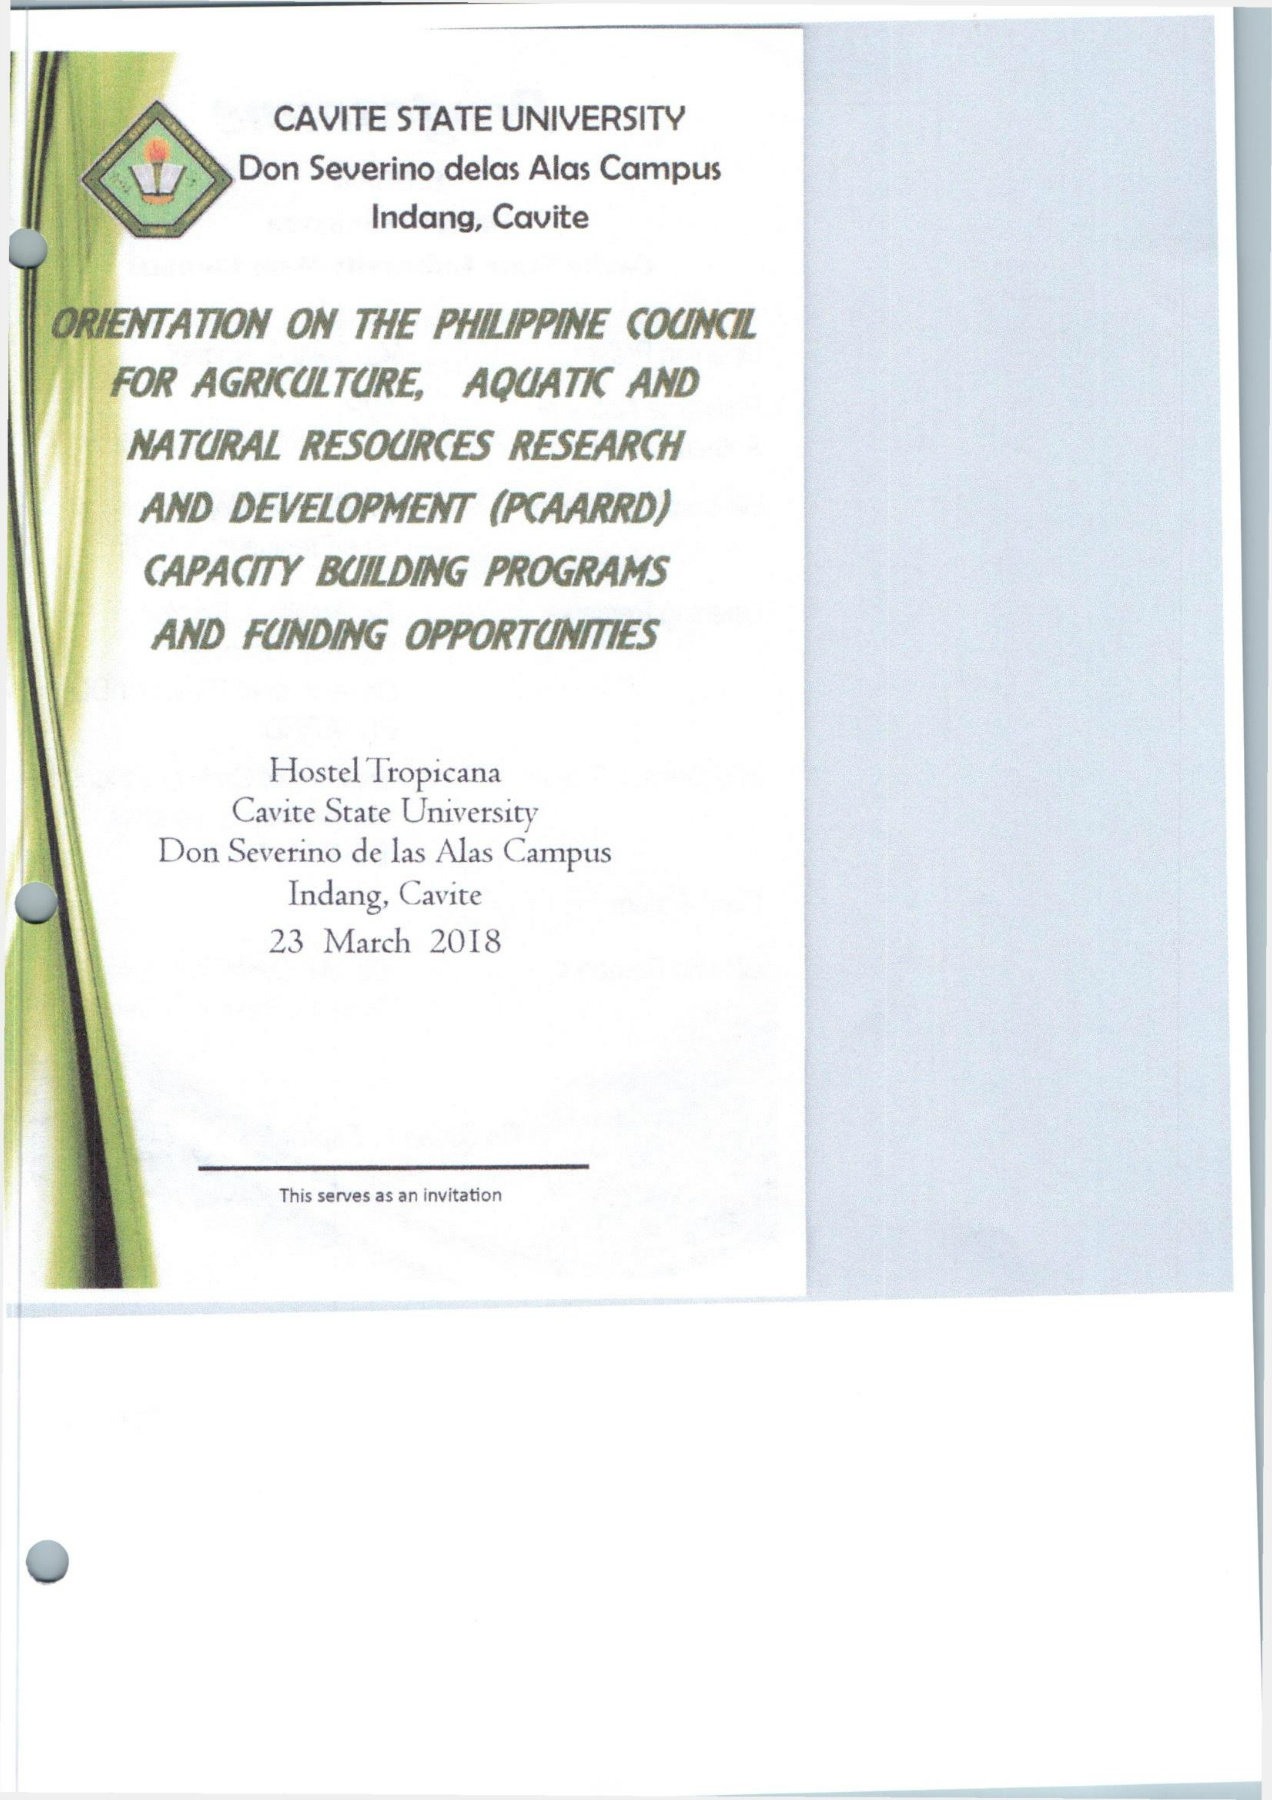 CAVITE STATE UNIVERSITY
Don Severino delas Alas Campus
Indang, Cavite
ORIENTATION ON THE PHILIPPINE COUNCIL
FOR AGRICULTURE, AQUATIC AND
NATURAL RESOURCES RESEARCH
AND DEVELOPMENT (PCAARRD)
CAPACITY BUILDING PROGRAMS
AND FUNDING OPPORTUNITIES
Hostel Tropicana
Cavite State University
Don Severino de las Alas Campus
Indang, Cavite
23 March 2018
This serves as an invitation